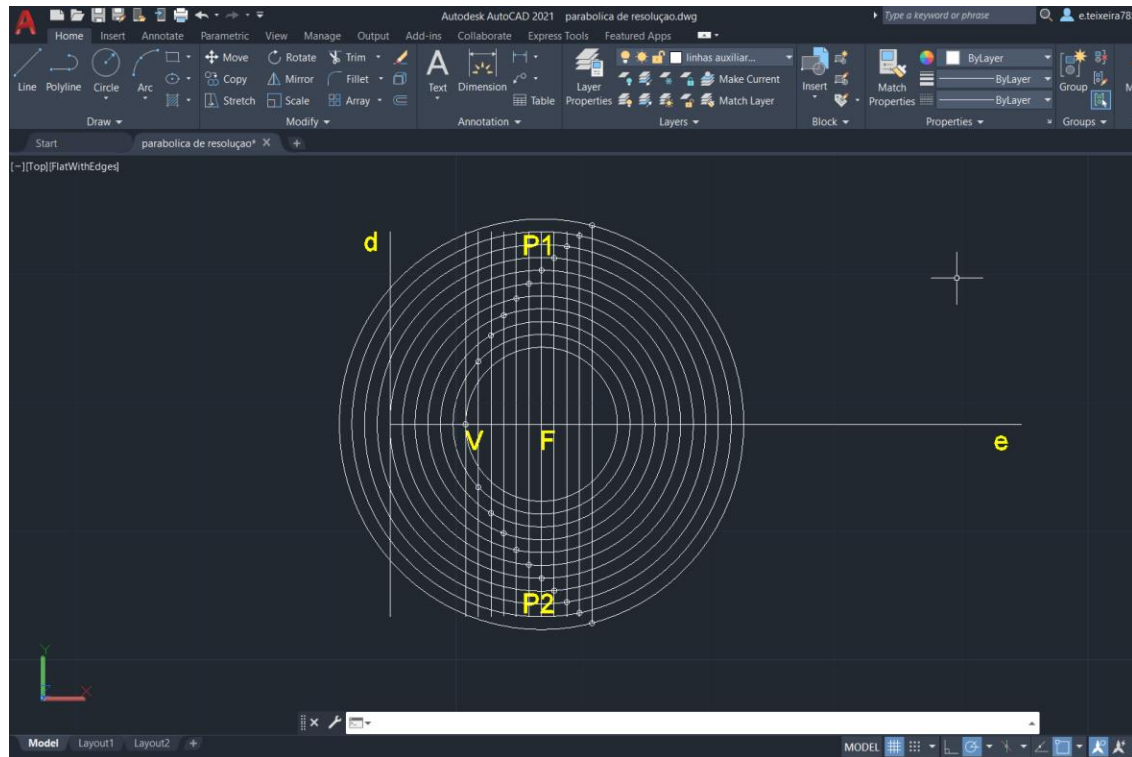 Autodesk AutoCAD 2021 parabolica de resoluçao.dwg
Type a keyword or phrase
e.teixeira78
Home Insert Annotate Parametric View Manage Output Add-ins Collaborate Express Tools Featured Apps
Line Polyline Circle Arc
Move Rotate Trim
Copy Mirror Fillet
Stretch Scale Array
Text Dimension
Table
Layer Properties
linhas auxiliar...
Make Current
Match Layer
Insert
Match Properties
ByLayer
ByLayer
ByLayer
Group
Draw Modify Annotation Layers Block Properties Groups
Start parabolica de resoluçao* +
[−][Top][FlatWithEdges]
d
P1
V
F
e
P2
Y
X
Model Layout1 Layout2 +
MODEL